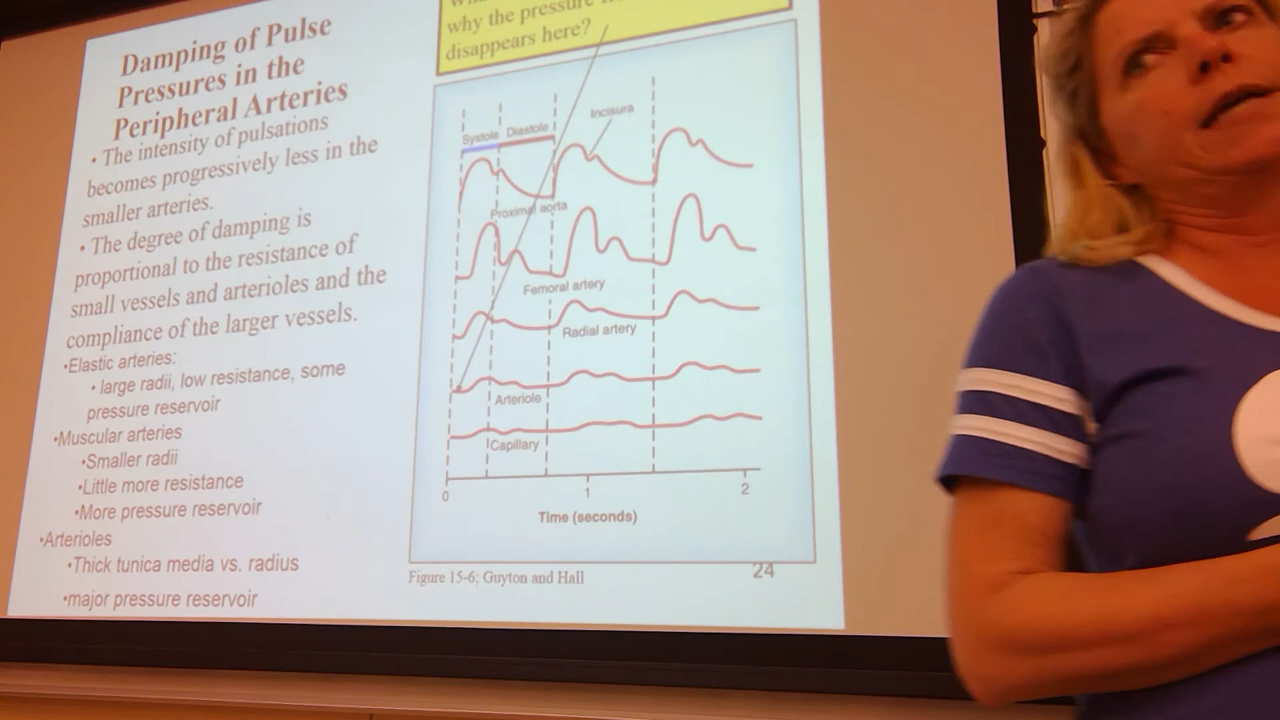 Damping of Pulse
Pressures in the
Peripheral Arteries
• The intensity of pulsations
becomes progressively less in the
smaller arteries.
• The degree of damping is
proportional to the resistance of
small vessels and arterioles and the
compliance of the larger vessels.
•Elastic arteries:
• large radii, low resistance, some
pressure reservoir
•Muscular arteries
•Smaller radii
•Little more resistance
•More pressure reservoir
•Arterioles
•Thick tunica media vs. radius
•major pressure reservoir
why the pressure
disappears here?
Systole Diastole
Incisura
Proximal aorta
Femoral artery
Radial artery
Arteriole
Capillary
0 1 2
Time (seconds)
Figure 15-6; Guyton and Hall
24